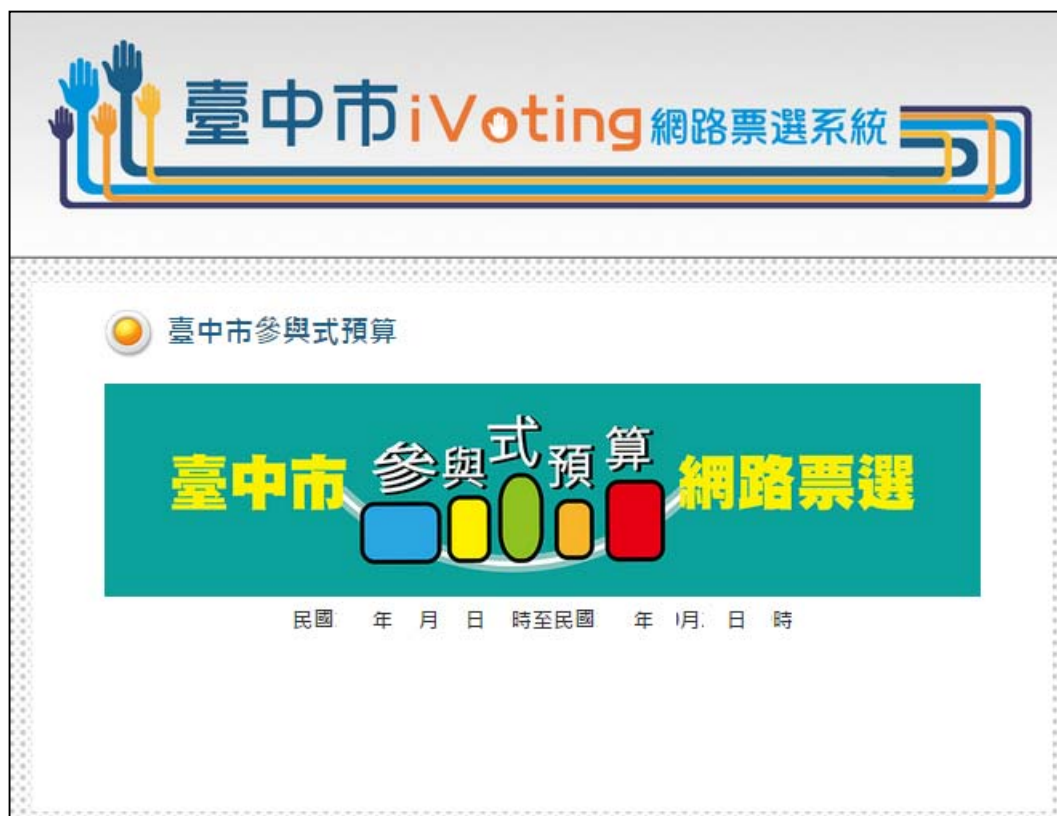 臺中市iVoting網路票選系統
臺中市參與式預算
臺中市 參與式預算 網路票選
民國 年 月 日 時至民國 年 月 日 時